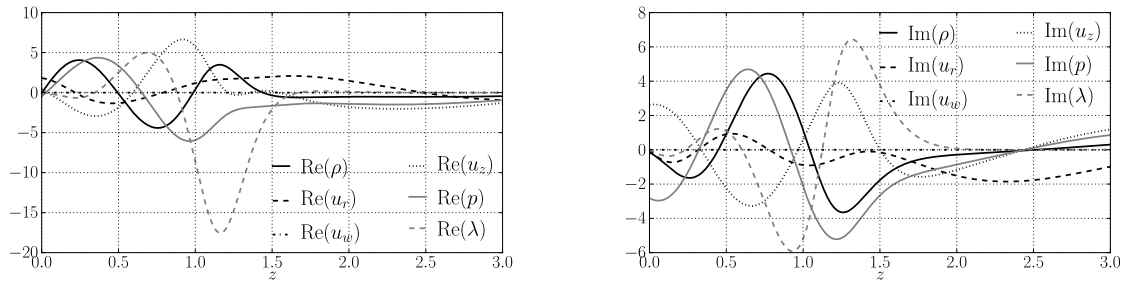 10
5
0
−5
−10
−15
−20
0.0 0.5 1.0 1.5 2.0 2.5 3.0
z
Re(ρ)
Re(u_r)
Re(u_w)
Re(u_z)
Re(p)
Re(λ)
8
6
4
2
0
−2
−4
−6
0.0 0.5 1.0 1.5 2.0 2.5 3.0
z
Im(ρ)
Im(u_r)
Im(u_w)
Im(u_z)
Im(p)
Im(λ)